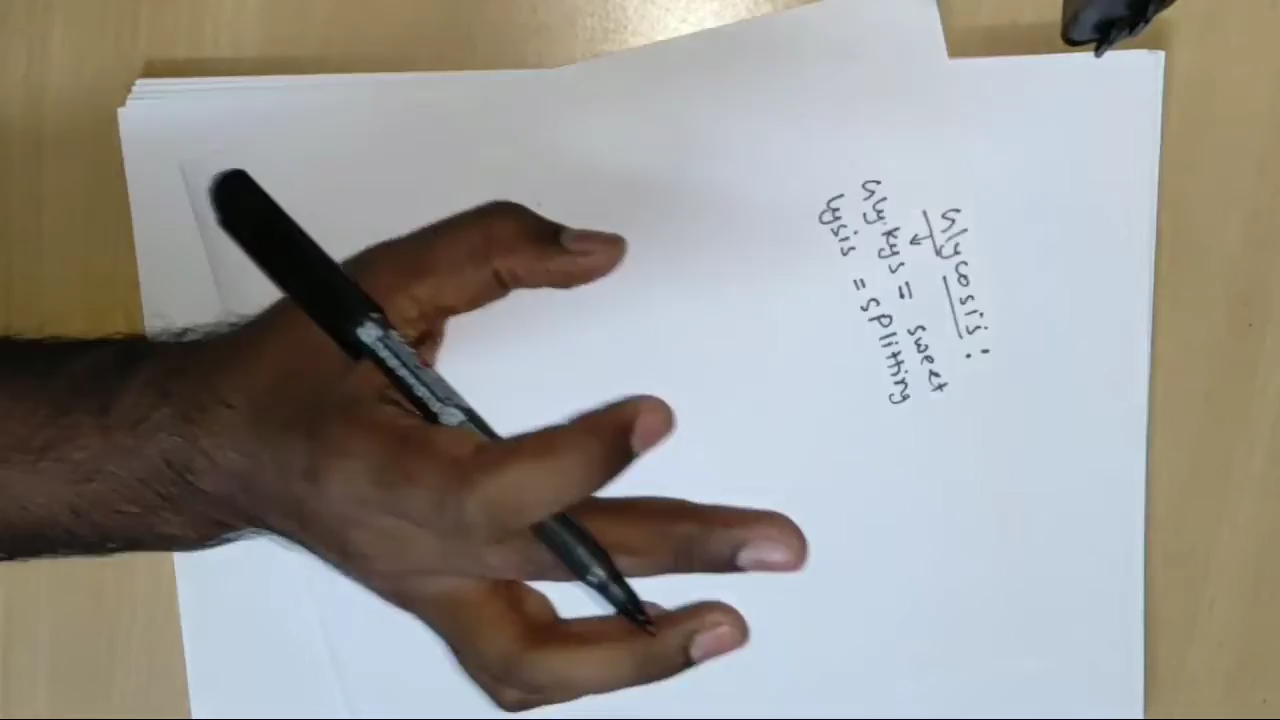 Glycosis:
Glykys = sweet
lysis = splitting